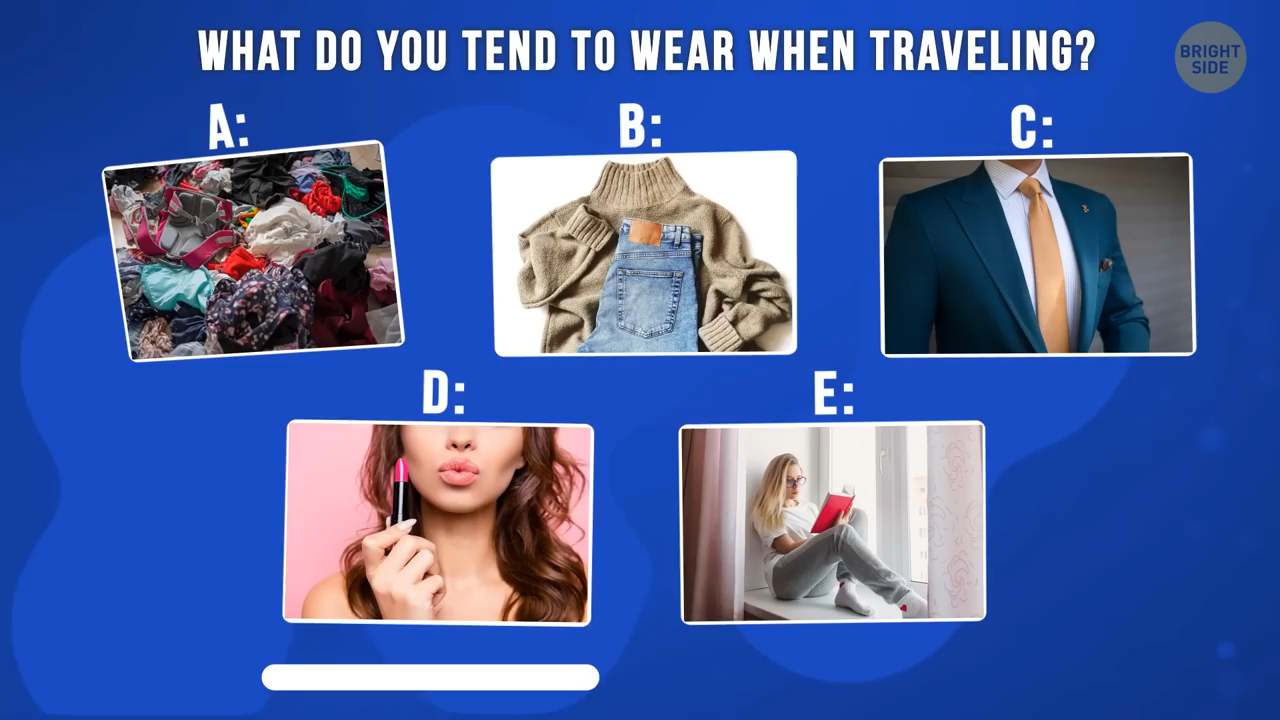 WHAT DO YOU TEND TO WEAR WHEN TRAVELING?
BRIGHT
SIDE
A:
B:
C:
D:
E: